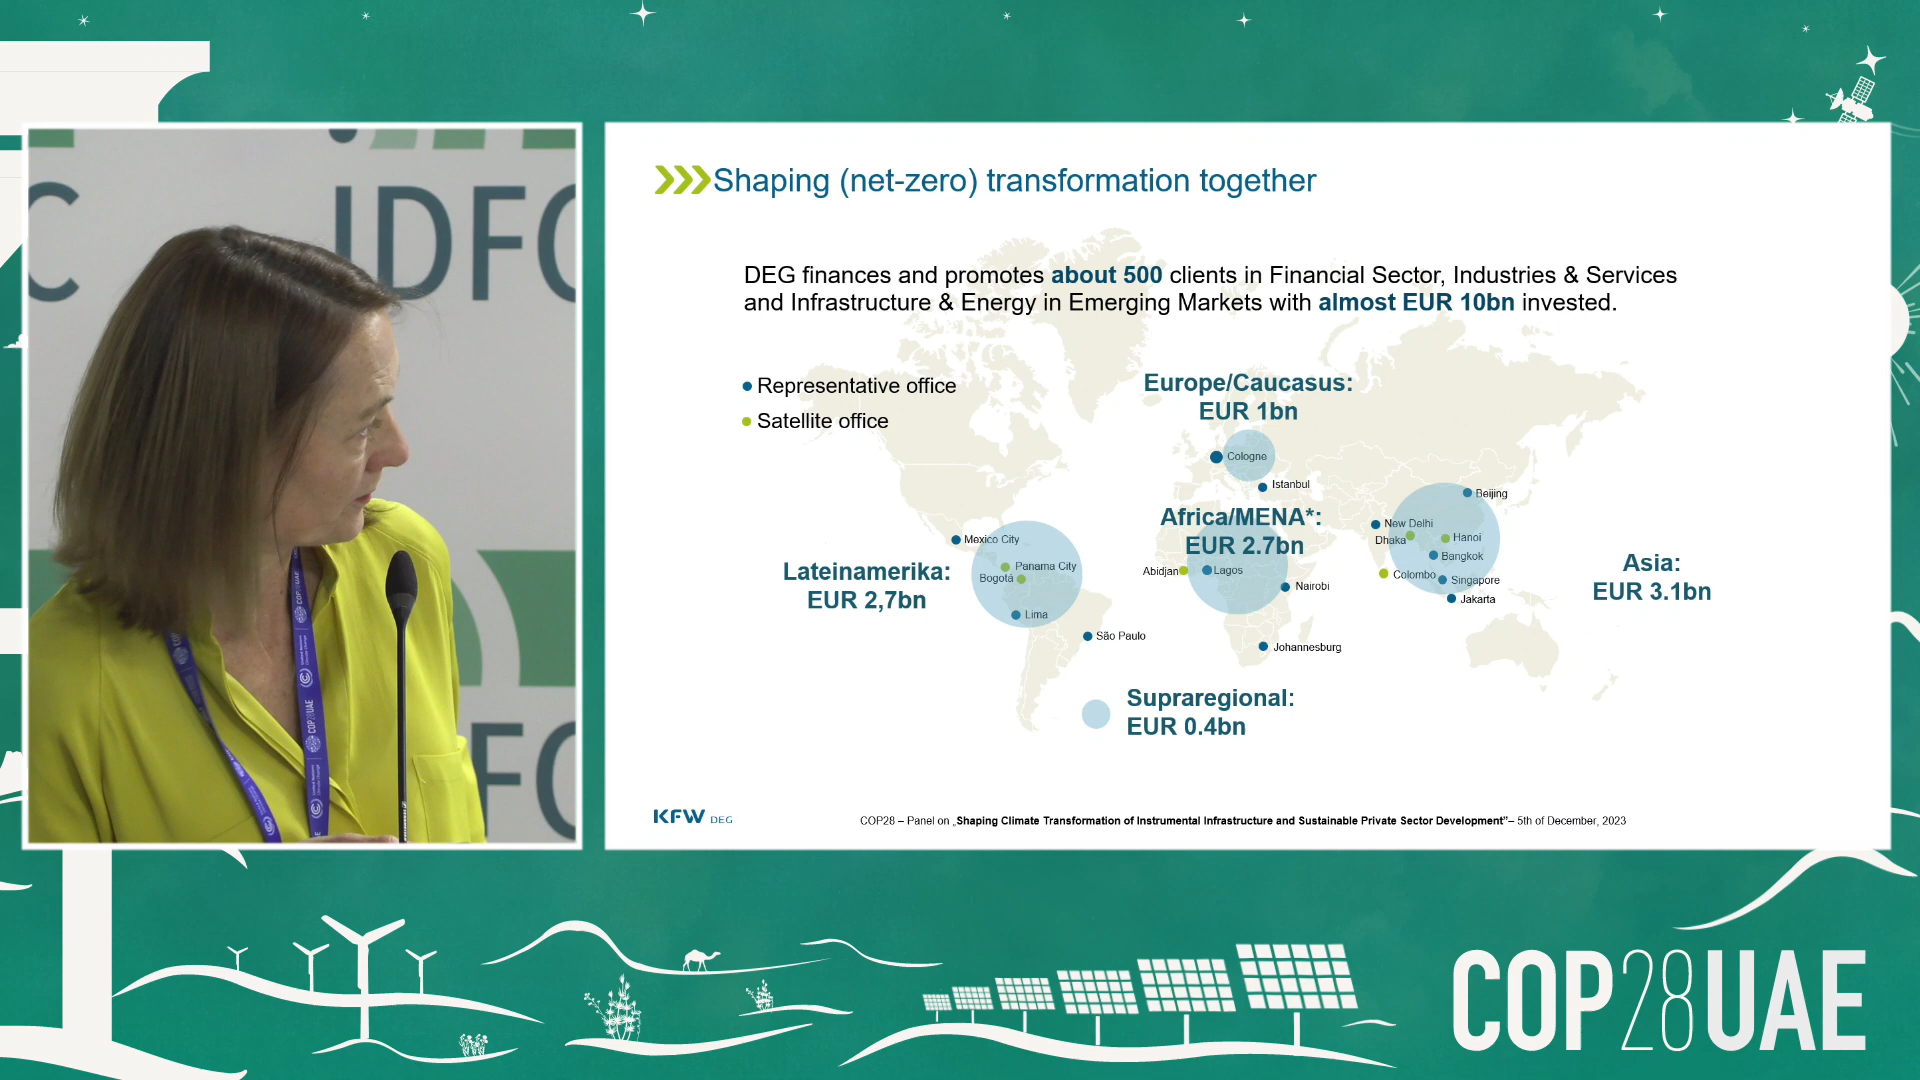 C
iDFC
FC
COP28UAE
COP28UAE
Shaping (net-zero) transformation together
DEG finances and promotes about 500 clients in Financial Sector, Industries & Services
and Infrastructure & Energy in Emerging Markets with almost EUR 10bn invested.
Representative office
Satellite office
Europe/Caucasus:
EUR 1bn
Cologne
Istanbul
Beijing
Africa/MENA*:
EUR 2.7bn
New Delhi
Dhaka
Hanoi
Bangkok
Mexico City
Panama City
Bogotá
Lateinamerika:
EUR 2,7bn
Abidjan
Lagos
Nairobi
Colombo
Singapore
Jakarta
Asia:
EUR 3.1bn
Lima
São Paulo
Johannesburg
Supraregional:
EUR 0.4bn
KFW DEG
COP28 – Panel on „Shaping Climate Transformation of Instrumental Infrastructure and Sustainable Private Sector Development”– 5th of December, 2023
COP28UAE